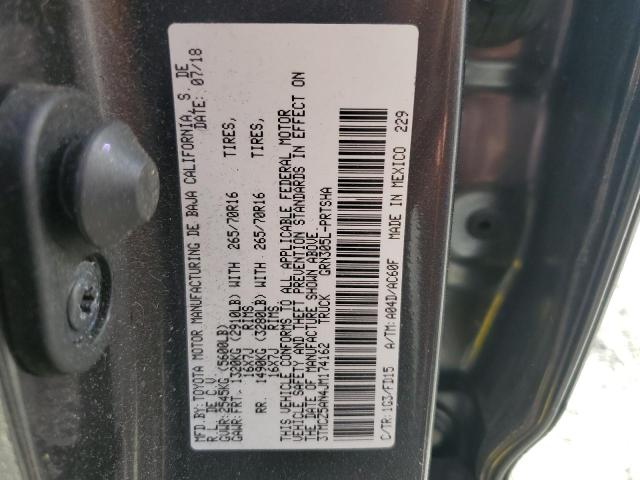 MFD.BY:TOYOTA MOTOR MANUFACTURING DE BAJA CALIFORNIA, S. DE
R.L. DE C.V. DATE: 07/18
GVWR:2545KG (5600LB)
GAWR:FRT. 1320KG (2910LB) WITH 265/70R16 TIRES,
16X7J RIMS,
RR. 1490KG (3280LB) WITH 265/70R16 TIRES,
16X7J RIMS,
THIS VEHICLE CONFORMS TO ALL APPLICABLE FEDERAL MOTOR
VEHICLE SAFETY AND THEFT PREVENTION STANDARDS IN EFFECT ON
THE DATE OF MANUFACTURE SHOWN ABOVE.
3TMCZ5AN4JM174162 TRUCK GRN305L-PRTSHA
C/TR:1G3/FD15 A/TM:A04D/AC60F MADE IN MEXICO 229